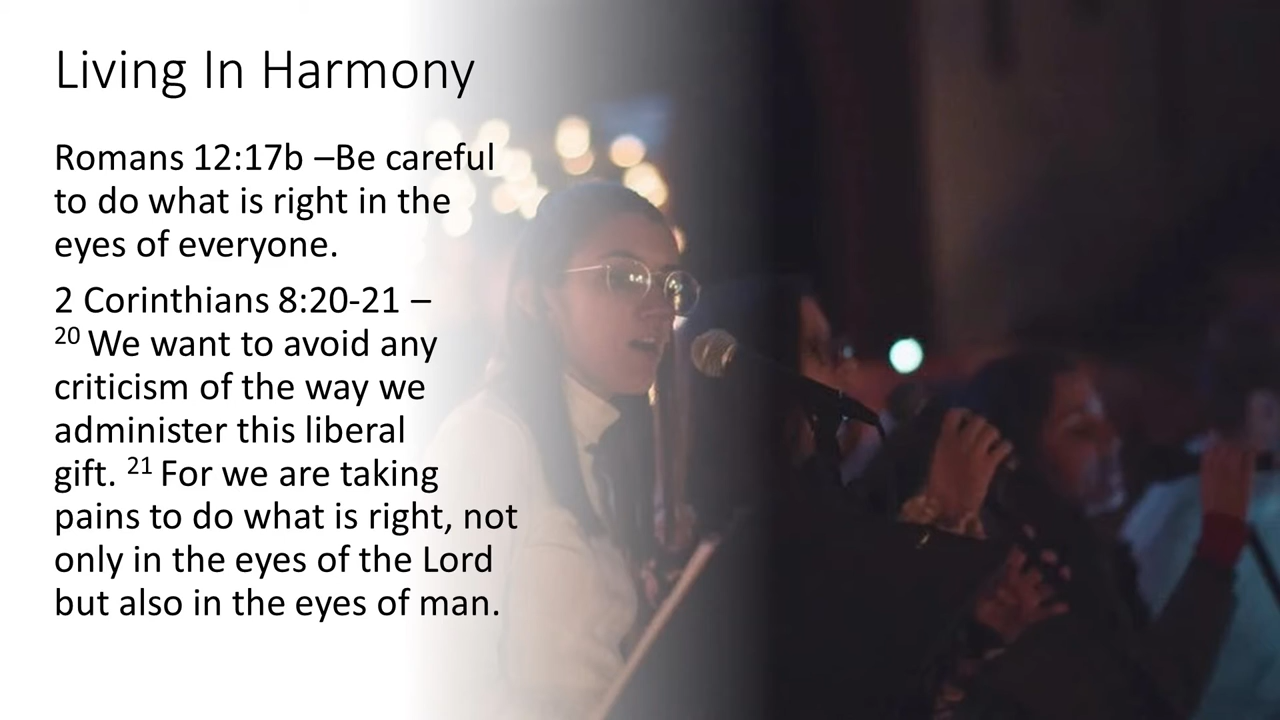 Living In Harmony
Romans 12:17b –Be careful
to do what is right in the
eyes of everyone.
2 Corinthians 8:20-21 –
20 We want to avoid any
criticism of the way we
administer this liberal
gift. 21 For we are taking
pains to do what is right, not
only in the eyes of the Lord
but also in the eyes of man.